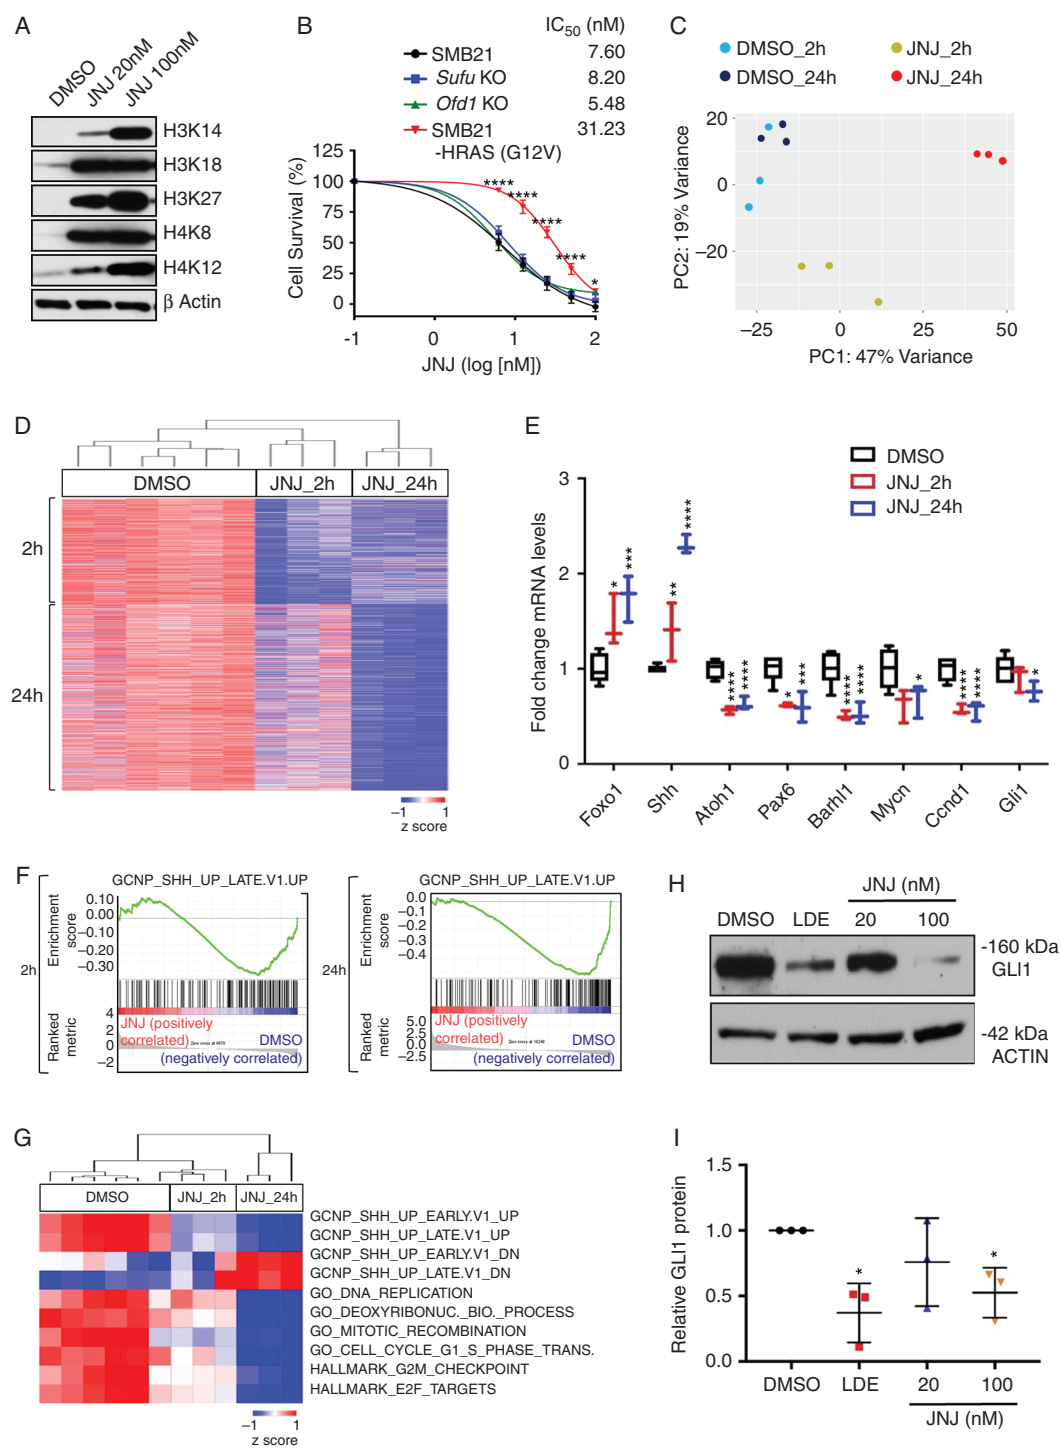 A
DMSO
JNJ 20nM
JNJ 100nM
H3K14
H3K18
H3K27
H4K8
H4K12
β Actin
B
IC50 (nM)
SMB21 7.60
Sufu KO 8.20
Ofd1 KO 5.48
SMB21 31.23
-HRAS (G12V)
Cell Survival (%)
125
100
75
50
25
0
**** **** **** **** *
-1 0 1 2
JNJ (log [nM])
C
DMSO_2h JNJ_2h
DMSO_24h JNJ_24h
PC2: 19% Variance
20
0
−20
−25 0 25 50
PC1: 47% Variance
D
DMSO JNJ_2h JNJ_24h
2h
24h
−1 1
z score
E
DMSO
JNJ_2h
JNJ_24h
Fold change mRNA levels
3
2
1
0
* *** ** **** **** **** * *** **** **** * **** **** *
Foxo1 Shh Atoh1 Pax6 Barhl1 Mycn Ccnd1 Gli1
F
2h
GCNP_SHH_UP_LATE.V1.UP
Enrichment score
0.10
0.00
−0.10
−0.20
−0.30
Ranked metric
4
2
0
−2
JNJ (positively correlated)
Zero cross at 9070
DMSO
(negatively correlated)
24h
GCNP_SHH_UP_LATE.V1.UP
Enrichment score
0
−0.1
−0.2
−0.3
−0.4
Ranked metric
5.0
2.5
0
−2.5
JNJ (positively correlated)
DMSO
(negatively correlated)
H
JNJ (nM)
DMSO LDE 20 100
-160 kDa
GLI1
-42 kDa
ACTIN
G
DMSO JNJ_2h JNJ_24h
GCNP_SHH_UP_EARLY.V1_UP
GCNP_SHH_UP_LATE.V1_UP
GCNP_SHH_UP_EARLY.V1_DN
GCNP_SHH_UP_LATE.V1_DN
GO_DNA_REPLICATION
GO_DEOXYRIBONUC._BIO._PROCESS
GO_MITOTIC_RECOMBINATION
GO_CELL_CYCLE_G1_S_PHASE_TRANS.
HALLMARK_G2M_CHECKPOINT
HALLMARK_E2F_TARGETS
−1 1
z score
I
Relative GLI1 protein
1.5
1.0
0.5
0.0
* *
DMSO LDE 20 100
JNJ (nM)